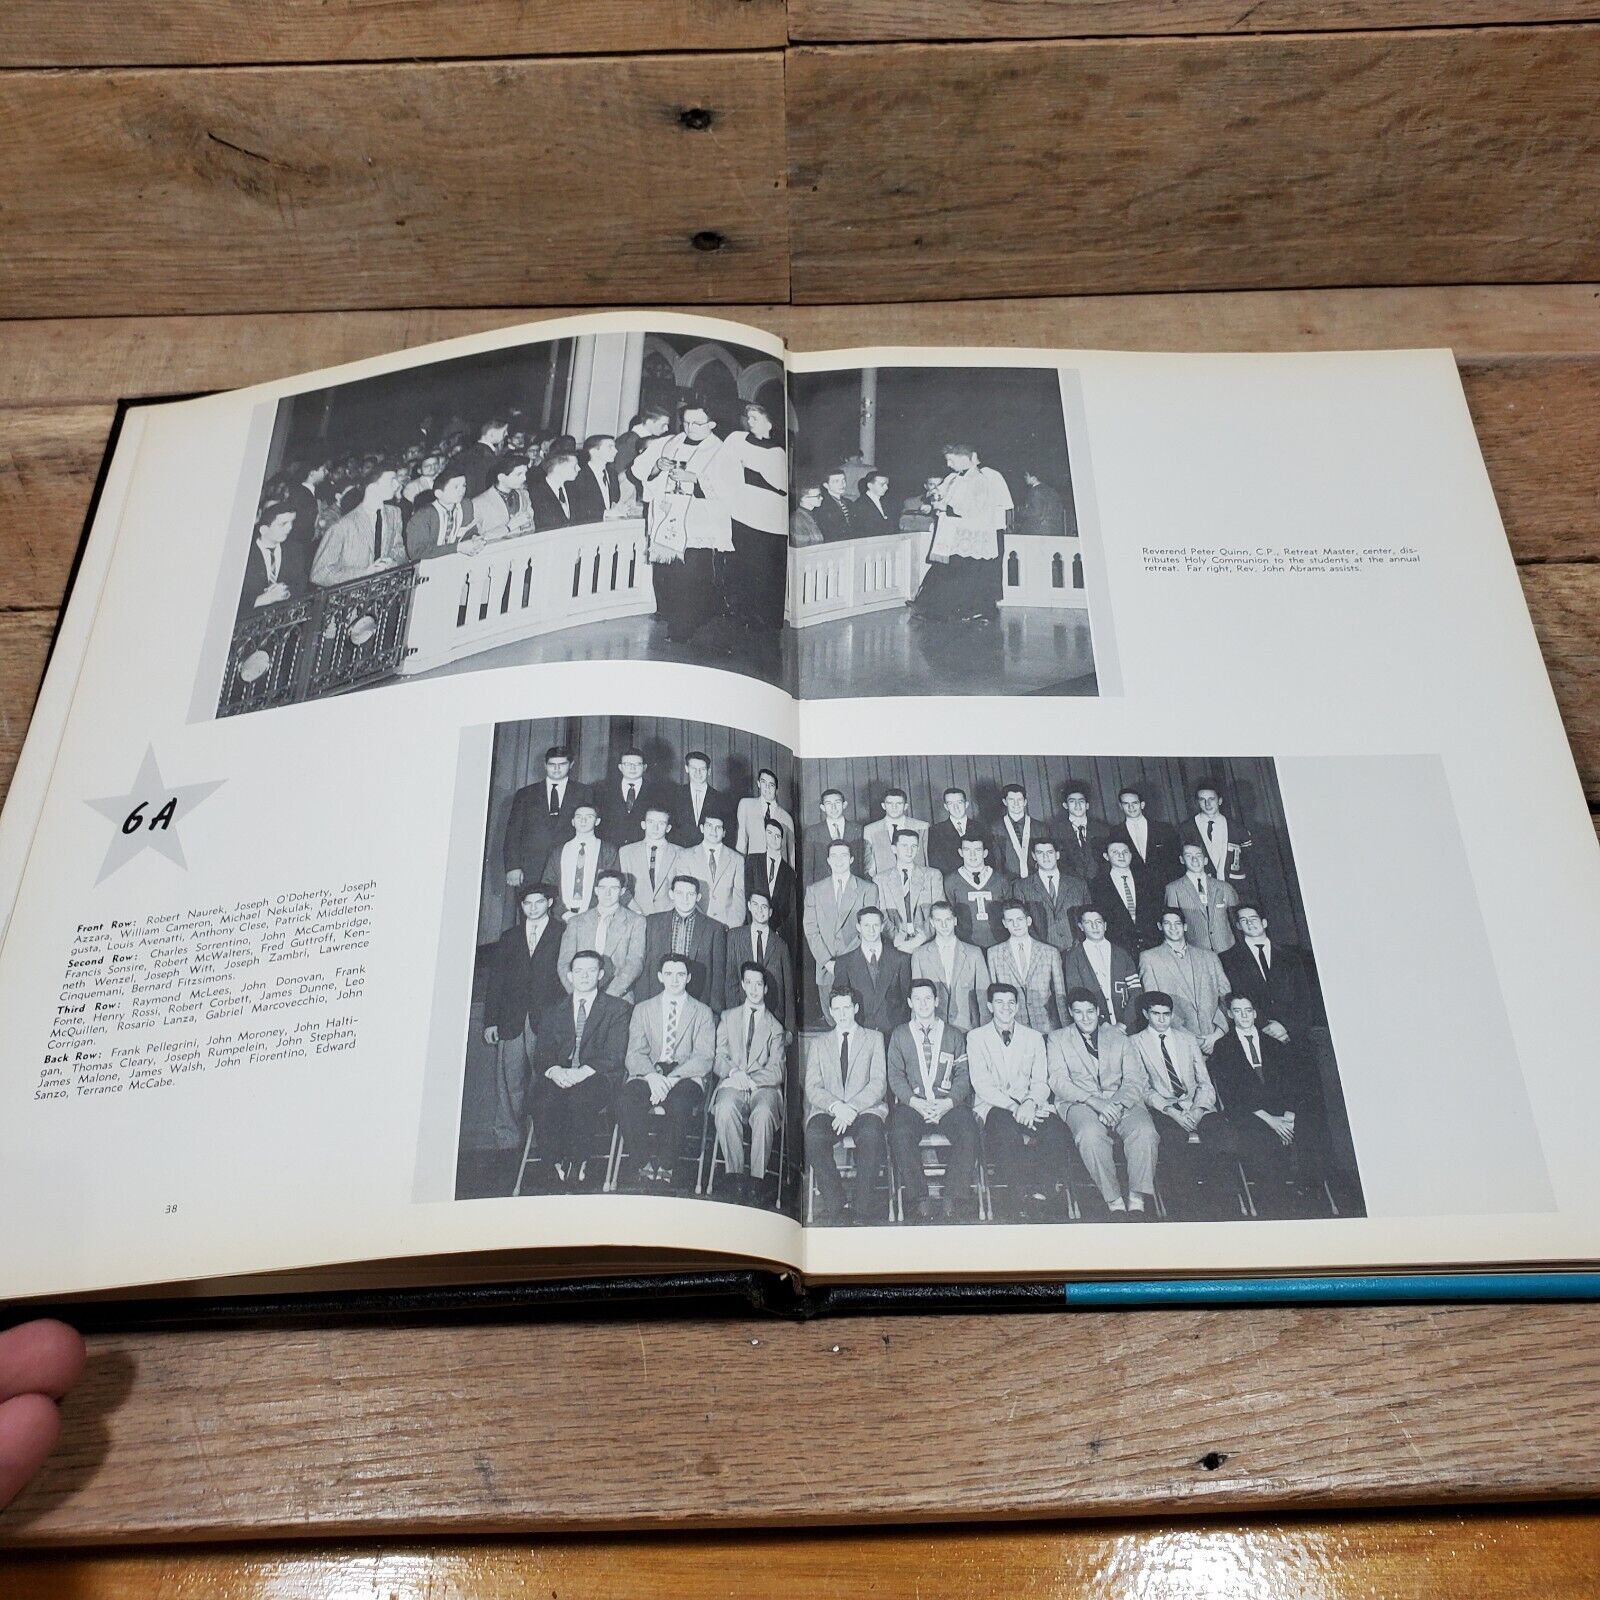 Reverend Peter Quinn, C.P., Retreat Master, center, dis-
tributes Holy Communion to the students at the annual
retreat. Far right, Rev. John Abrams assists.
6A
Front Row: Robert Naurek, Joseph O'Doherty, Joseph
Azzara, William Cameron, Michael Nekulak, Peter Au-
gusta, Louis Avenatti, Anthony Clese, Patrick Middleton.
Second Row: Charles Sorrentino, John McCambridge,
Francis Sonsire, Robert McWalters, Fred Guttroff, Ken-
neth Wenzel, Joseph Witt, Joseph Zambri, Lawrence
Cinquemani, Bernard Fitzsimons.
Third Row: Raymond McLees, John Donovan, Frank
Fonte, Henry Rossi, Robert Corbett, James Dunne, Leo
McQuillen, Rosario Lanza, Gabriel Marcovecchio, John
Corrigan.
Back Row: Frank Pellegrini, John Moroney, John Halti-
gan, Thomas Cleary, Joseph Rumpelein, John Stephan,
James Malone, James Walsh, John Fiorentino, Edward
Sanzo, Terrance McCabe.
T
T
38